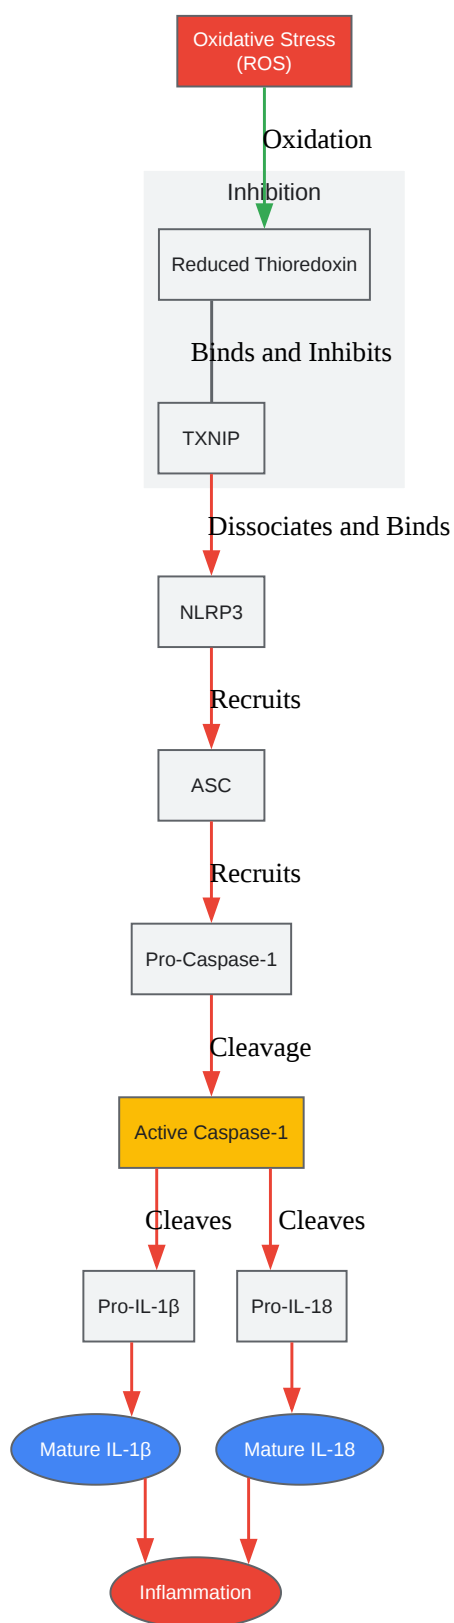 Oxidative Stress
(ROS)
Oxidation
Inhibition
Reduced Thioredoxin
Binds and Inhibits
TXNIP
Dissociates and Binds
NLRP3
Recruits
ASC
Recruits
Pro-Caspase-1
Cleavage
Active Caspase-1
Cleaves
Cleaves
Pro-IL-1β
Pro-IL-18
Mature IL-1β
Mature IL-18
Inflammation